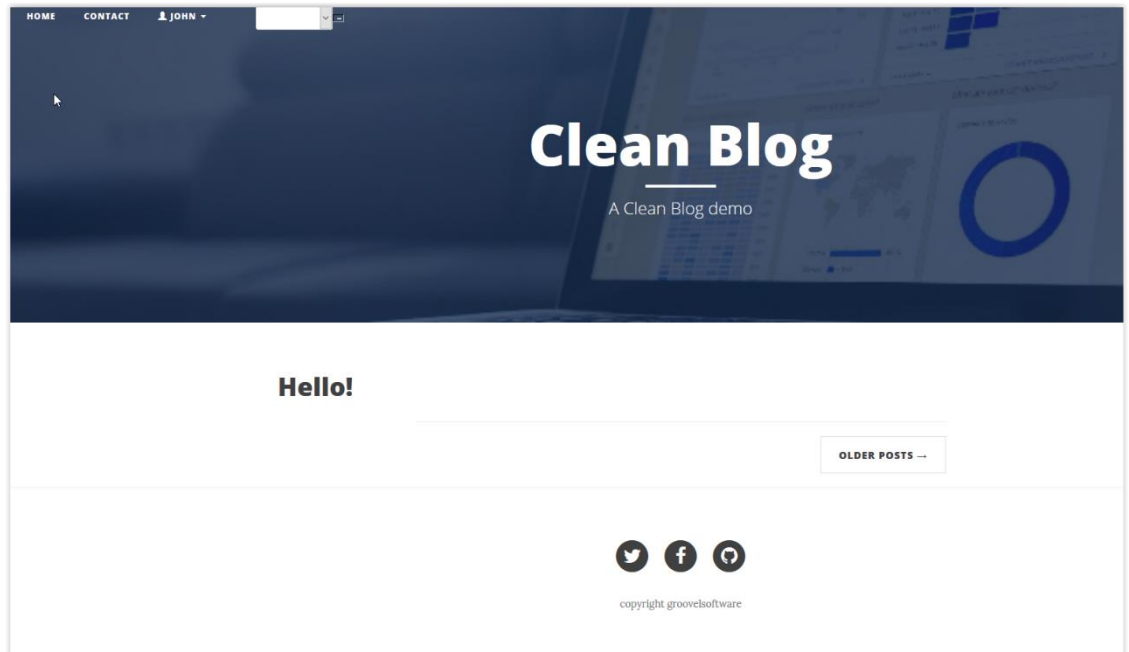 HOME CONTACT JOHN
Clean Blog
A Clean Blog demo
Hello!
OLDER POSTS →
copyright groovelsoftware